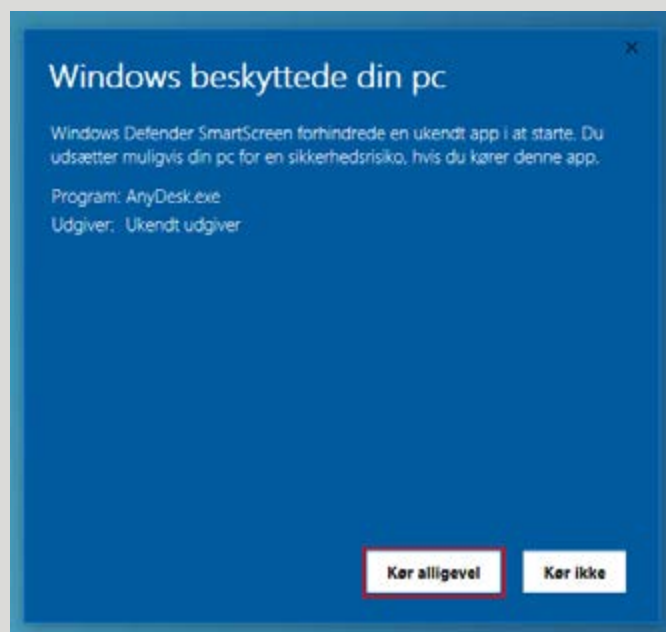 Windows beskyttede din pc
Windows Defender SmartScreen forhindrede en ukendt app i at starte. Du
udsætter muligvis din pc for en sikkerhedsrisiko, hvis du kører denne app.
Program: AnyDesk.exe
Udgiver: Ukendt udgiver
Kør alligevel
Kør ikke